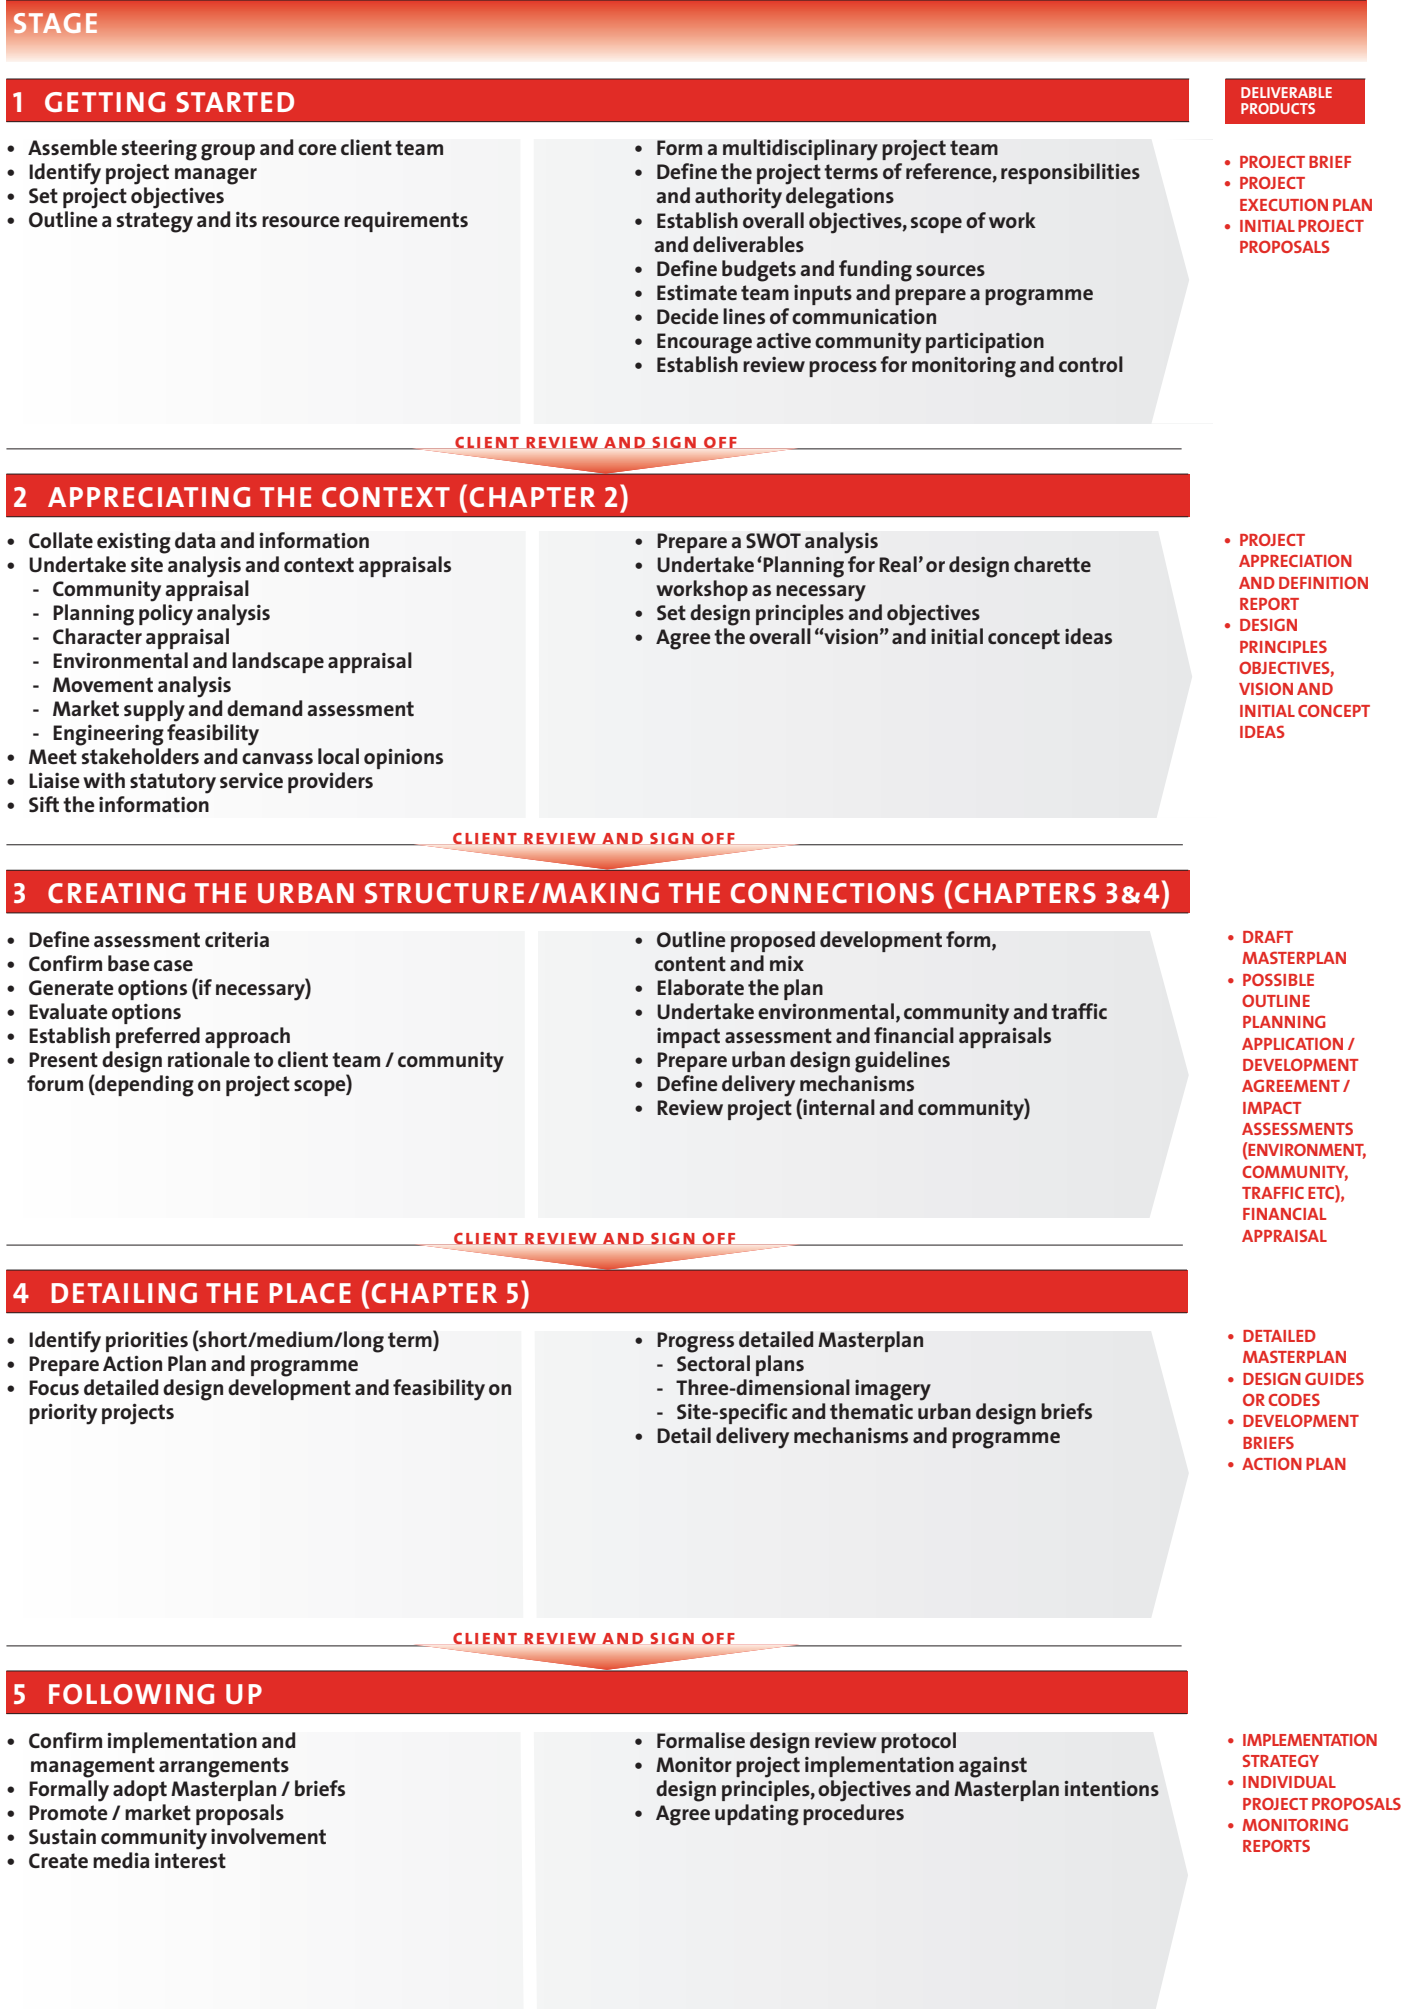 STAGE
1 GETTING STARTED
DELIVERABLE
PRODUCTS
• Assemble steering group and core client team
• Identify project manager
• Set project objectives
• Outline a strategy and its resource requirements
• Form a multidisciplinary project team
• Define the project terms of reference, responsibilities
and authority delegations
• Establish overall objectives, scope of work
and deliverables
• Define budgets and funding sources
• Estimate team inputs and prepare a programme
• Decide lines of communication
• Encourage active community participation
• Establish review process for monitoring and control
• PROJECT BRIEF
• PROJECT
EXECUTION PLAN
• INITIAL PROJECT
PROPOSALS
CLIENT REVIEW AND SIGN OFF
2 APPRECIATING THE CONTEXT (CHAPTER 2)
• Collate existing data and information
• Undertake site analysis and context appraisals
- Community appraisal
- Planning policy analysis
- Character appraisal
- Environmental and landscape appraisal
- Movement analysis
- Market supply and demand assessment
- Engineering feasibility
• Meet stakeholders and canvass local opinions
• Liaise with statutory service providers
• Sift the information
• Prepare a SWOT analysis
• Undertake ‘Planning for Real’ or design charette
workshop as necessary
• Set design principles and objectives
• Agree the overall “vision” and initial concept ideas
• PROJECT
APPRECIATION
AND DEFINITION
REPORT
• DESIGN
PRINCIPLES
OBJECTIVES,
VISION AND
INITIAL CONCEPT
IDEAS
CLIENT REVIEW AND SIGN OFF
3 CREATING THE URBAN STRUCTURE/MAKING THE CONNECTIONS (CHAPTERS 3&4)
• Define assessment criteria
• Confirm base case
• Generate options (if necessary)
• Evaluate options
• Establish preferred approach
• Present design rationale to client team / community
forum (depending on project scope)
• Outline proposed development form,
content and mix
• Elaborate the plan
• Undertake environmental, community and traffic
impact assessment and financial appraisals
• Prepare urban design guidelines
• Define delivery mechanisms
• Review project (internal and community)
• DRAFT
MASTERPLAN
• POSSIBLE
OUTLINE
PLANNING
APPLICATION /
DEVELOPMENT
AGREEMENT /
IMPACT
ASSESSMENTS
(ENVIRONMENT,
COMMUNITY,
TRAFFIC ETC),
FINANCIAL
APPRAISAL
CLIENT REVIEW AND SIGN OFF
4 DETAILING THE PLACE (CHAPTER 5)
• Identify priorities (short/medium/long term)
• Prepare Action Plan and programme
• Focus detailed design development and feasibility on
priority projects
• Progress detailed Masterplan
- Sectoral plans
- Three-dimensional imagery
- Site-specific and thematic urban design briefs
• Detail delivery mechanisms and programme
• DETAILED
MASTERPLAN
• DESIGN GUIDES
OR CODES
• DEVELOPMENT
BRIEFS
• ACTION PLAN
CLIENT REVIEW AND SIGN OFF
5 FOLLOWING UP
• Confirm implementation and
management arrangements
• Formally adopt Masterplan / briefs
• Promote / market proposals
• Sustain community involvement
• Create media interest
• Formalise design review protocol
• Monitor project implementation against
design principles, objectives and Masterplan intentions
• Agree updating procedures
• IMPLEMENTATION
STRATEGY
• INDIVIDUAL
PROJECT PROPOSALS
• MONITORING
REPORTS